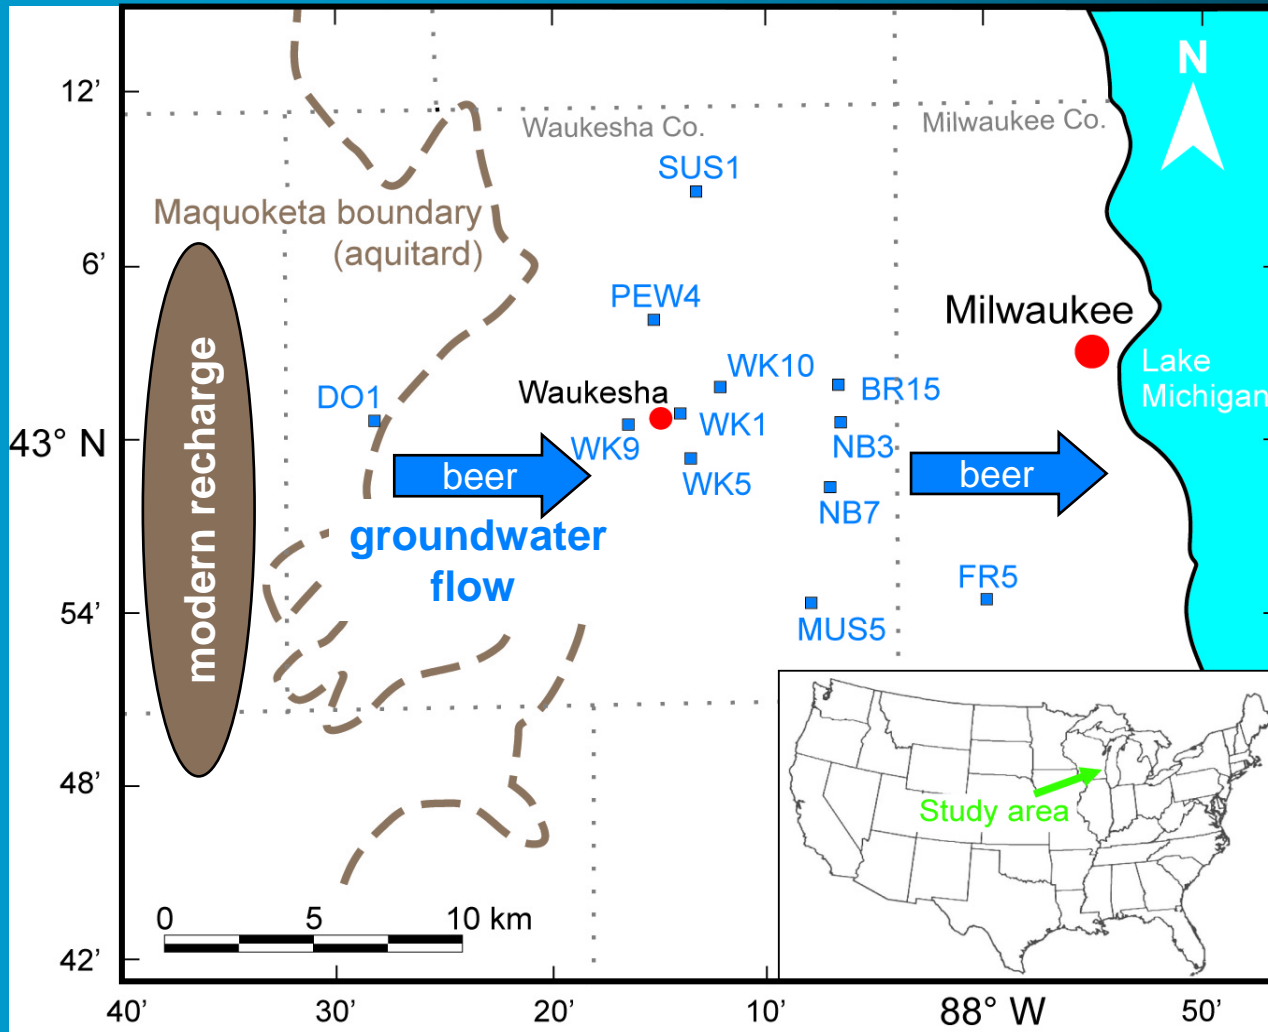 N
12’
Waukesha Co.
Milwaukee Co.
SUS1
Maquoketa boundary
(aquitard)
6’
PEW4
Milwaukee
modern recharge
WK10
Lake
Michigan
DO1
Waukesha
BR15
43° N
WK9
WK1
NB3
beer
WK5
beer
NB7
groundwater
flow
FR5
54’
MUS5
48’
Study area
0 5 10 km
42’
40’ 30’ 20’ 10’ 88° W 50’